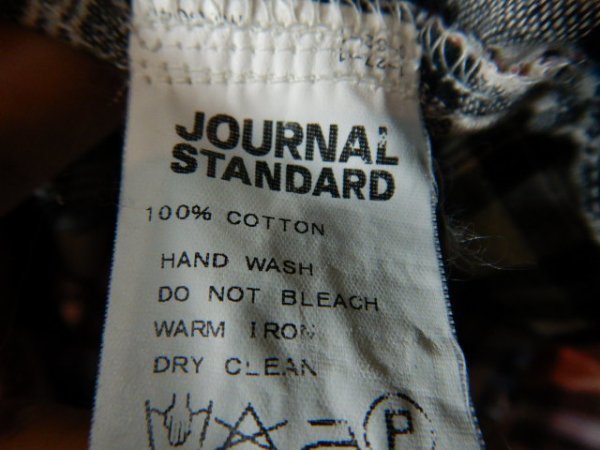 JOURNAL
STANDARD
100% COTTON
HAND WASH
DO NOT BLEACH
WARM IRON
DRY CLEAN
P